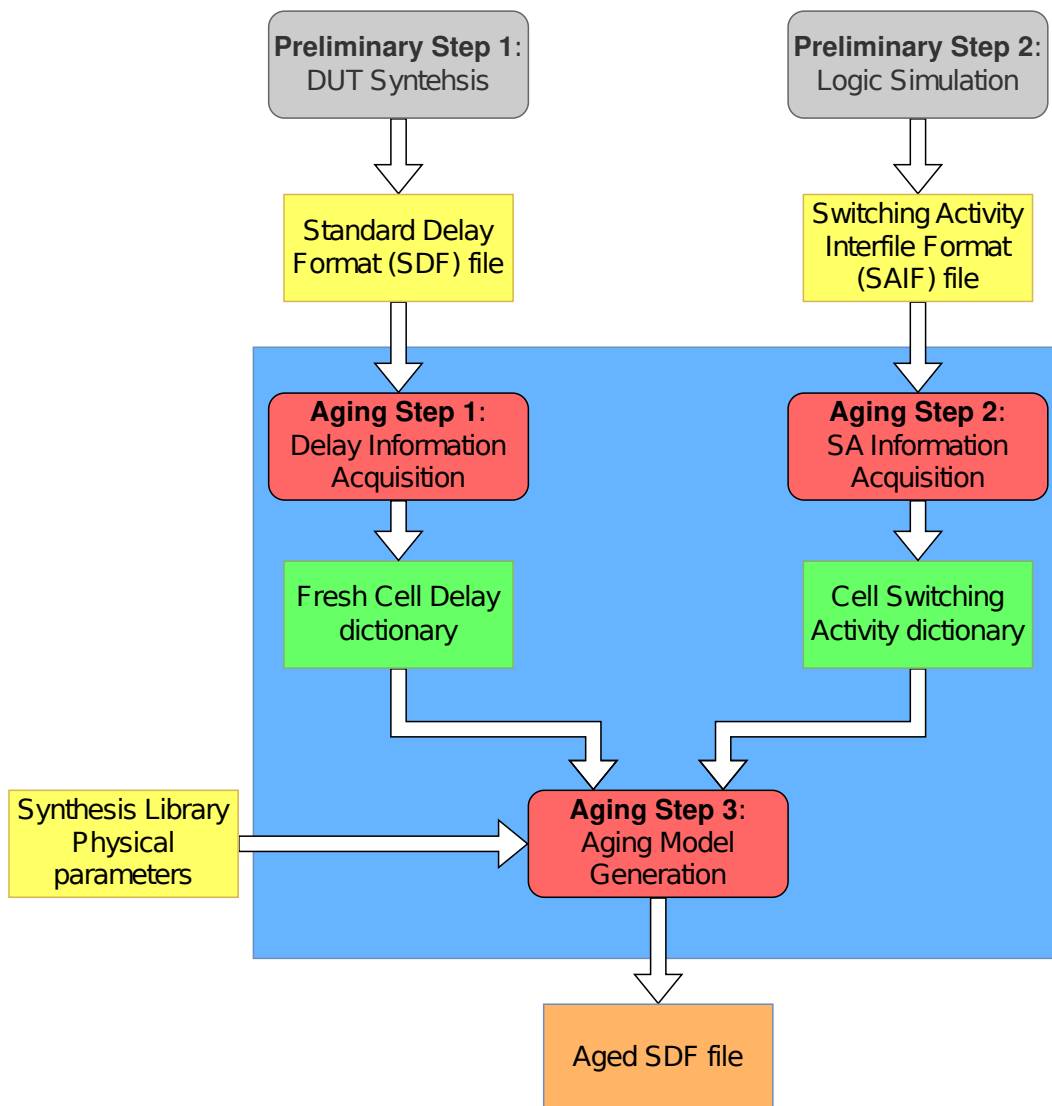 Preliminary Step 1:
DUT Syntehsis
Preliminary Step 2:
Logic Simulation
Standard Delay
Format (SDF) file
Switching Activity
Interfile Format
(SAIF) file
Aging Step 1:
Delay Information
Acquisition
Aging Step 2:
SA Information
Acquisition
Fresh Cell Delay
dictionary
Cell Switching
Activity dictionary
Synthesis Library
Physical
parameters
Aging Step 3:
Aging Model
Generation
Aged SDF file